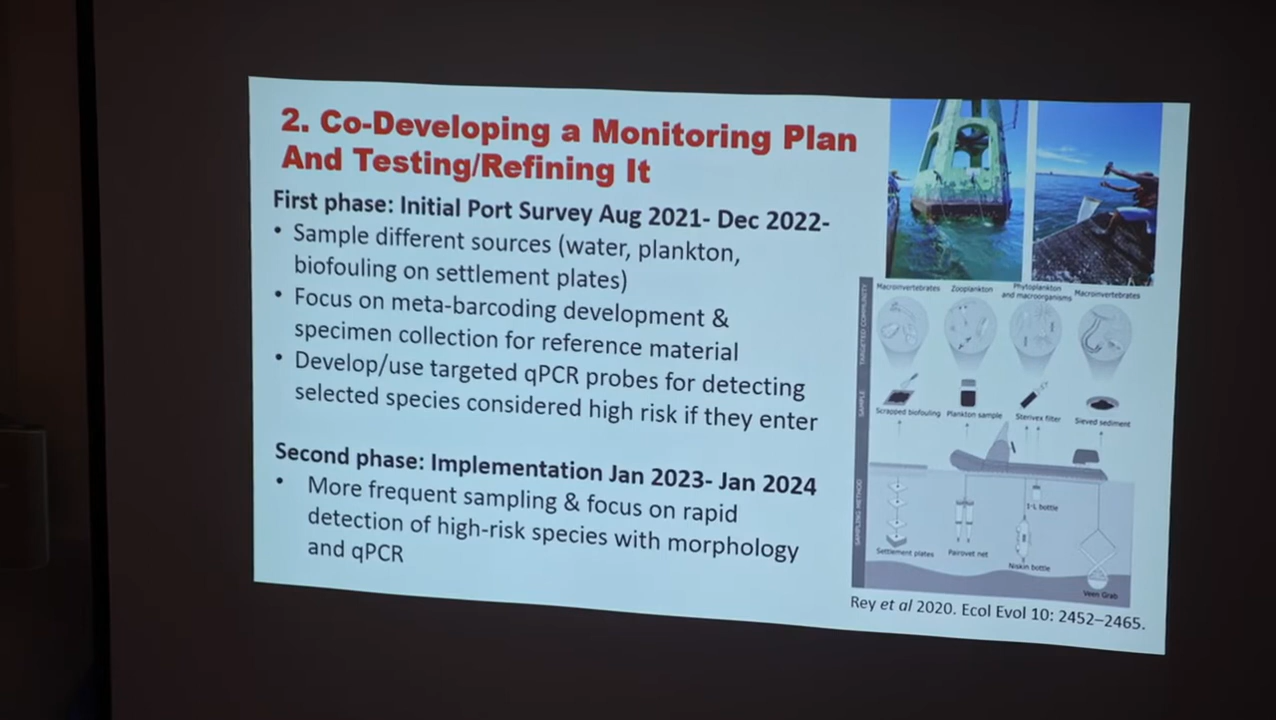 2. Co-Developing a Monitoring Plan
And Testing/Refining It
First phase: Initial Port Survey Aug 2021- Dec 2022-
• Sample different sources (water, plankton,
biofouling on settlement plates)
• Focus on meta-barcoding development &
specimen collection for reference material
• Develop/use targeted qPCR probes for detecting
selected species considered high risk if they enter
Second phase: Implementation Jan 2023- Jan 2024
• More frequent sampling & focus on rapid
detection of high-risk species with morphology
and qPCR
TARGETED COMMUNITY
Macroinvertebrates
Zooplankton
Phytoplankton
and macroorganisms
Macroinvertebrates
SAMPLE
Scrapped biofouling
Plankton sample
Sterivex filter
Sieved sediment
SAMPLING METHOD
Settlement plates
Pairovet net
1-L bottle
Niskin bottle
Veen Grab
Rey et al 2020. Ecol Evol 10: 2452–2465.